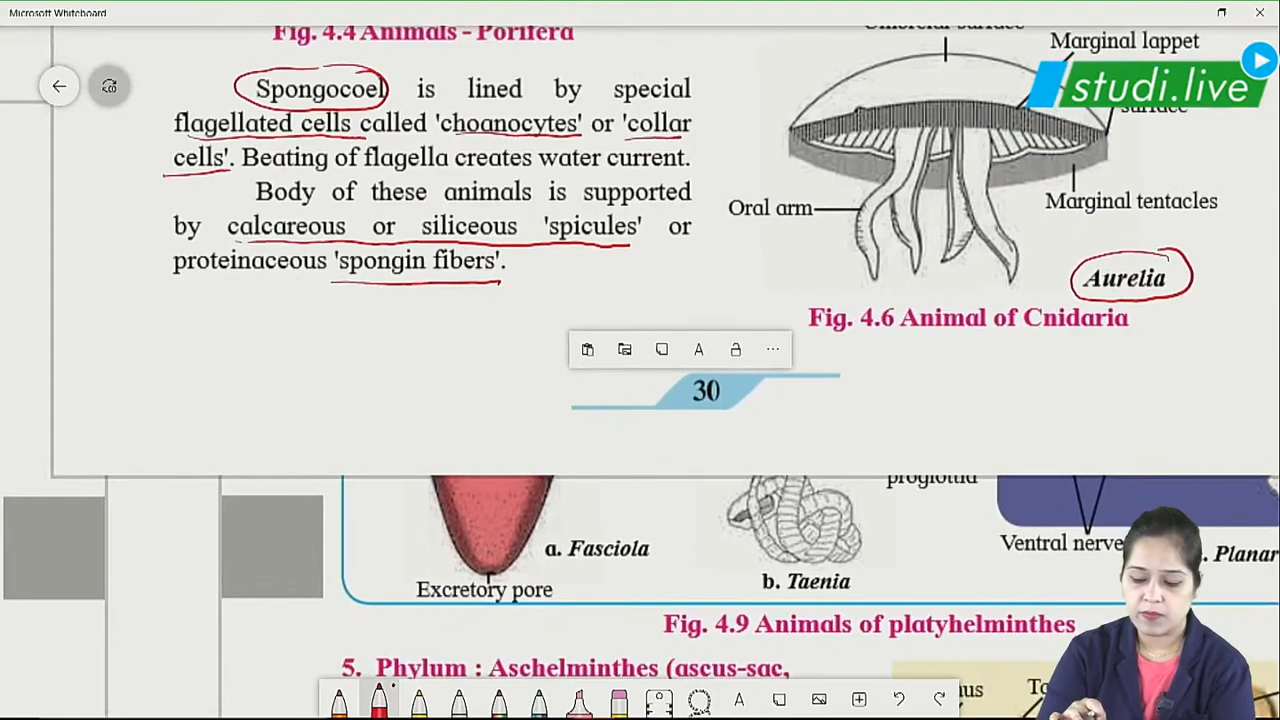 Microsoft Whiteboard
Fig. 4.4 Animals - Porifera
Spongocoel is lined by special
flagellated cells called 'choanocytes' or 'collar
cells'. Beating of flagella creates water current.
Body of these animals is supported
by calcareous or siliceous 'spicules' or
proteinaceous 'spongin fibers'.
surface
Marginal lappet
studi.live
surface
Oral arm
Marginal tentacles
Aurelia
Fig. 4.6 Animal of Cnidaria
30
proglottid
a. Fasciola
Excretory pore
b. Taenia
Ventral nerve
Planar
Fig. 4.9 Animals of platyhelminthes
5. Phylum : Aschelminthes (ascus-sac,